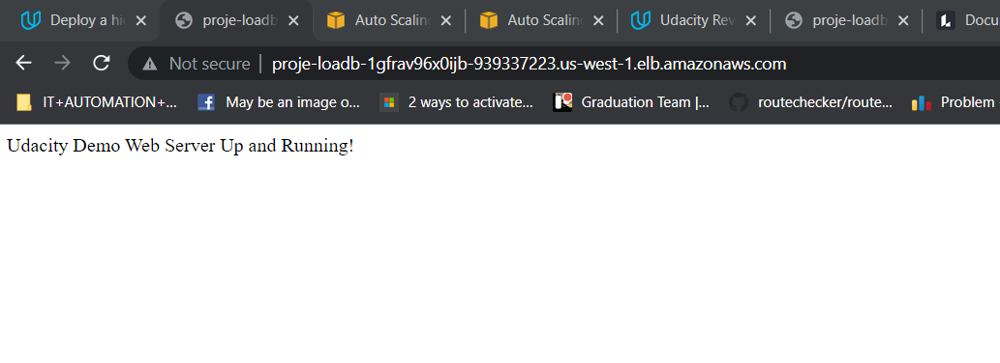 Deploy a hi
proje-loadb
Auto Scaling
Auto Scaling
Udacity Rev
proje-loadb
Docu
Not secure | proje-loadb-1gfrav96x0ijb-939337223.us-west-1.elb.amazonaws.com
IT+AUTOMATION+...
May be an image o...
2 ways to activate...
Graduation Team |...
routechecker/route...
Problem
Udacity Demo Web Server Up and Running!